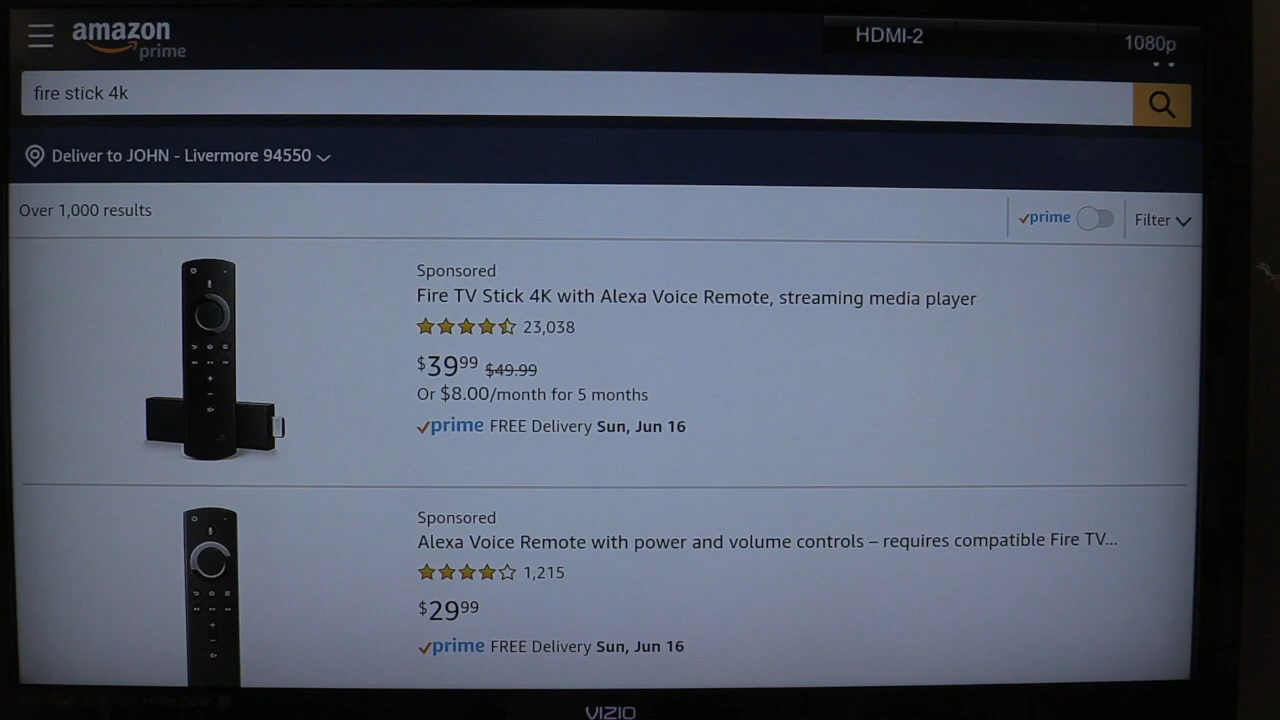 amazon
prime
HDMI-2
1080p
fire stick 4k
Deliver to JOHN - Livermore 94550
Over 1,000 results
prime
Filter
Sponsored
Fire TV Stick 4K with Alexa Voice Remote, streaming media player
23,038
$39.99 $49.99
Or $8.00/month for 5 months
prime FREE Delivery Sun, Jun 16
Sponsored
Alexa Voice Remote with power and volume controls – requires compatible Fire TV...
1,215
$29.99
prime FREE Delivery Sun, Jun 16
VIZIO